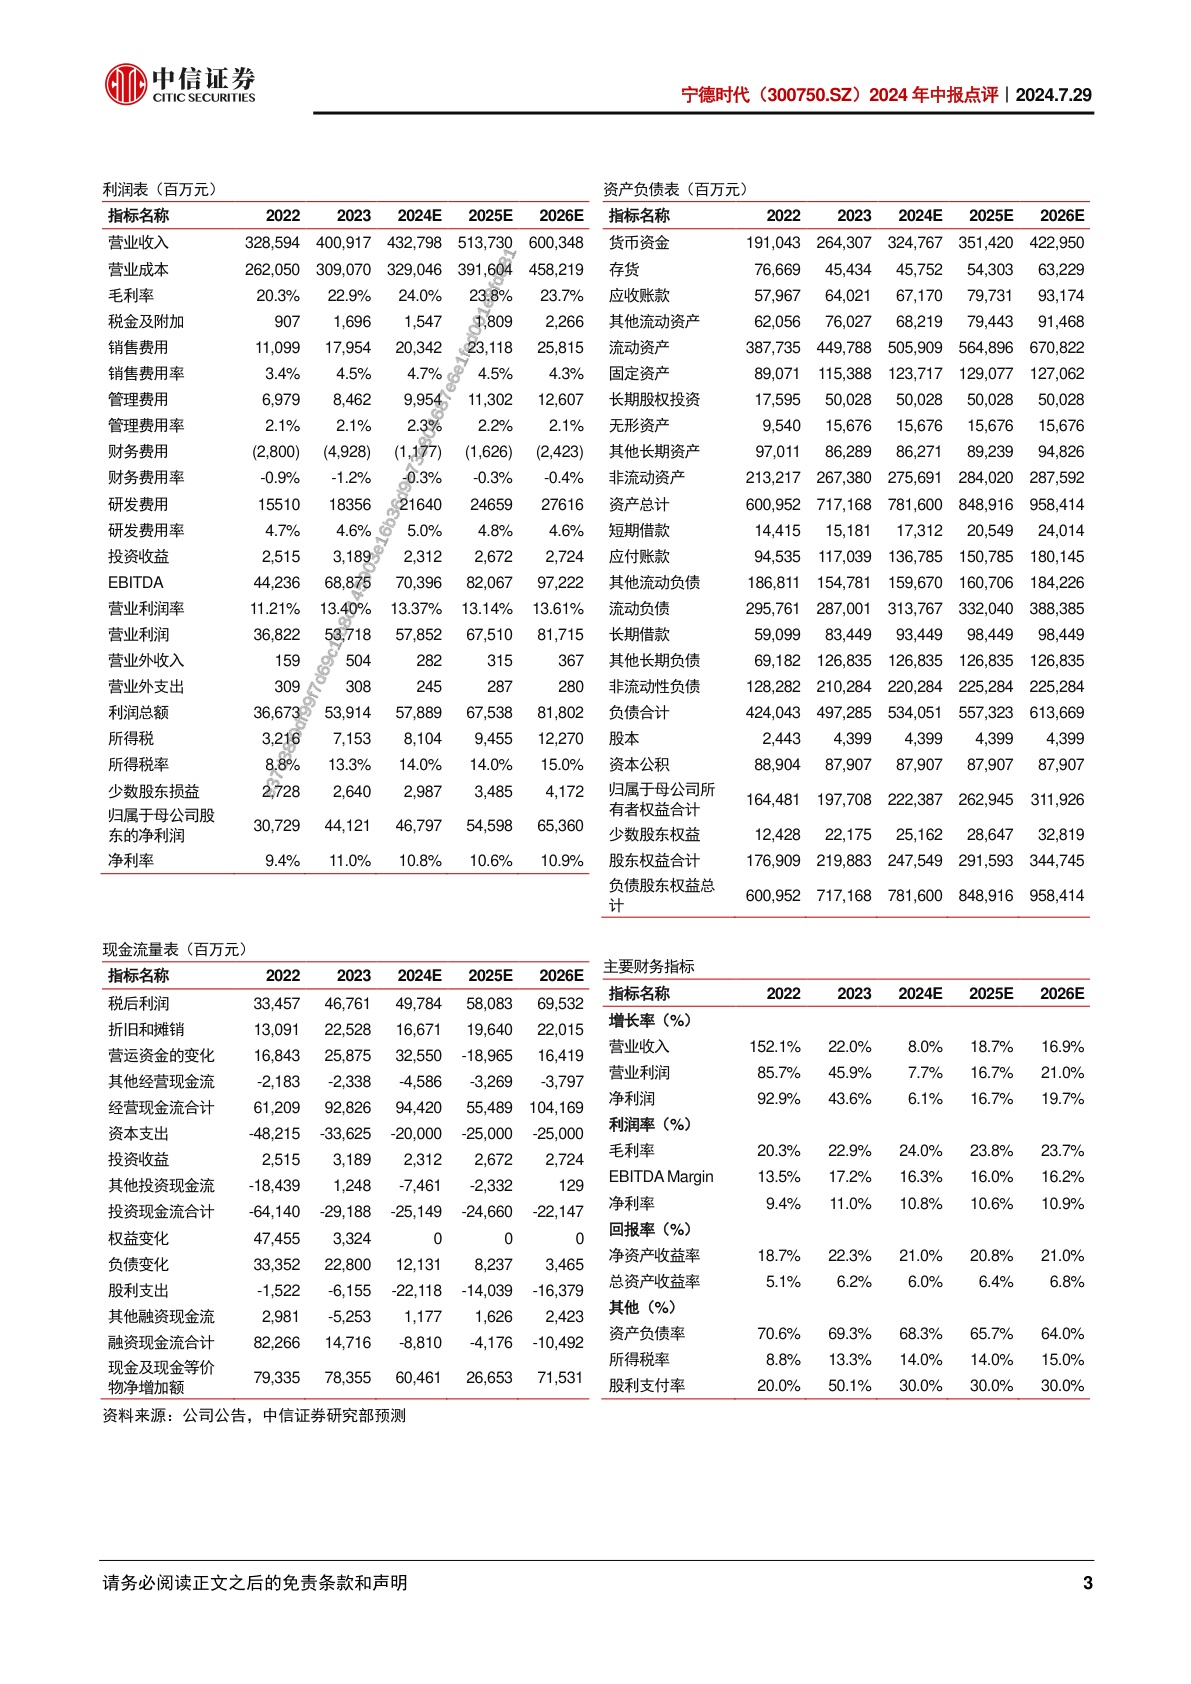 中信证券
CITIC SECURITIES
宁德时代（300750.SZ）2024 年中报点评｜2024.7.29
利润表（百万元）
指标名称 2022 2023 2024E 2025E 2026E
营业收入 328,594 400,917 432,798 513,730 600,348
营业成本 262,050 309,070 329,046 391,604 458,219
毛利率 20.3% 22.9% 24.0% 23.8% 23.7%
税金及附加 907 1,696 1,547 1,809 2,266
销售费用 11,099 17,954 20,342 23,118 25,815
销售费用率 3.4% 4.5% 4.7% 4.5% 4.3%
管理费用 6,979 8,462 9,954 11,302 12,607
管理费用率 2.1% 2.1% 2.3% 2.2% 2.1%
财务费用 (2,800) (4,928) (1,177) (1,626) (2,423)
财务费用率 -0.9% -1.2% -0.3% -0.3% -0.4%
研发费用 15510 18356 21640 24659 27616
研发费用率 4.7% 4.6% 5.0% 4.8% 4.6%
投资收益 2,515 3,189 2,312 2,672 2,724
EBITDA 44,236 68,875 70,396 82,067 97,222
营业利润率 11.21% 13.40% 13.37% 13.14% 13.61%
营业利润 36,822 53,718 57,852 67,510 81,715
营业外收入 159 504 282 315 367
营业外支出 309 308 245 287 280
利润总额 36,673 53,914 57,889 67,538 81,802
所得税 3,216 7,153 8,104 9,455 12,270
所得税率 8.8% 13.3% 14.0% 14.0% 15.0%
少数股东损益 2,728 2,640 2,987 3,485 4,172
归属于母公司股
东的净利润 30,729 44,121 46,797 54,598 65,360
净利率 9.4% 11.0% 10.8% 10.6% 10.9%
资产负债表（百万元）
指标名称 2022 2023 2024E 2025E 2026E
货币资金 191,043 264,307 324,767 351,420 422,950
存货 76,669 45,434 45,752 54,303 63,229
应收账款 57,967 64,021 67,170 79,731 93,174
其他流动资产 62,056 76,027 68,219 79,443 91,468
流动资产 387,735 449,788 505,909 564,896 670,822
固定资产 89,071 115,388 123,717 129,077 127,062
长期股权投资 17,595 50,028 50,028 50,028 50,028
无形资产 9,540 15,676 15,676 15,676 15,676
其他长期资产 97,011 86,289 86,271 89,239 94,826
非流动资产 213,217 267,380 275,691 284,020 287,592
资产总计 600,952 717,168 781,600 848,916 958,414
短期借款 14,415 15,181 17,312 20,549 24,014
应付账款 94,535 117,039 136,785 150,785 180,145
其他流动负债 186,811 154,781 159,670 160,706 184,226
流动负债 295,761 287,001 313,767 332,040 388,385
长期借款 59,099 83,449 93,449 98,449 98,449
其他长期负债 69,182 126,835 126,835 126,835 126,835
非流动性负债 128,282 210,284 220,284 225,284 225,284
负债合计 424,043 497,285 534,051 557,323 613,669
股本 2,443 4,399 4,399 4,399 4,399
资本公积 88,904 87,907 87,907 87,907 87,907
归属于母公司所
有者权益合计 164,481 197,708 222,387 262,945 311,926
少数股东权益 12,428 22,175 25,162 28,647 32,819
股东权益合计 176,909 219,883 247,549 291,593 344,745
负债股东权益总
计 600,952 717,168 781,600 848,916 958,414
现金流量表（百万元）
指标名称 2022 2023 2024E 2025E 2026E
税后利润 33,457 46,761 49,784 58,083 69,532
折旧和摊销 13,091 22,528 16,671 19,640 22,015
营运资金的变化 16,843 25,875 32,550 -18,965 16,419
其他经营现金流 -2,183 -2,338 -4,586 -3,269 -3,797
经营现金流合计 61,209 92,826 94,420 55,489 104,169
资本支出 -48,215 -33,625 -20,000 -25,000 -25,000
投资收益 2,515 3,189 2,312 2,672 2,724
其他投资现金流 -18,439 1,248 -7,461 -2,332 129
投资现金流合计 -64,140 -29,188 -25,149 -24,660 -22,147
权益变化 47,455 3,324 0 0 0
负债变化 33,352 22,800 12,131 8,237 3,465
股利支出 -1,522 -6,155 -22,118 -14,039 -16,379
其他融资现金流 2,981 -5,253 1,177 1,626 2,423
融资现金流合计 82,266 14,716 -8,810 -4,176 -10,492
现金及现金等价
物净增加额 79,335 78,355 60,461 26,653 71,531
资料来源：公司公告，中信证券研究部预测
主要财务指标
指标名称 2022 2023 2024E 2025E 2026E
增长率（%）
营业收入 152.1% 22.0% 8.0% 18.7% 16.9%
营业利润 85.7% 45.9% 7.7% 16.7% 21.0%
净利润 92.9% 43.6% 6.1% 16.7% 19.7%
利润率（%）
毛利率 20.3% 22.9% 24.0% 23.8% 23.7%
EBITDA Margin 13.5% 17.2% 16.3% 16.0% 16.2%
净利率 9.4% 11.0% 10.8% 10.6% 10.9%
回报率（%）
净资产收益率 18.7% 22.3% 21.0% 20.8% 21.0%
总资产收益率 5.1% 6.2% 6.0% 6.4% 6.8%
其他（%）
资产负债率 70.6% 69.3% 68.3% 65.7% 64.0%
所得税率 8.8% 13.3% 14.0% 14.0% 15.0%
股利支付率 20.0% 50.1% 30.0% 30.0% 30.0%
请务必阅读正文之后的免责条款和声明 3